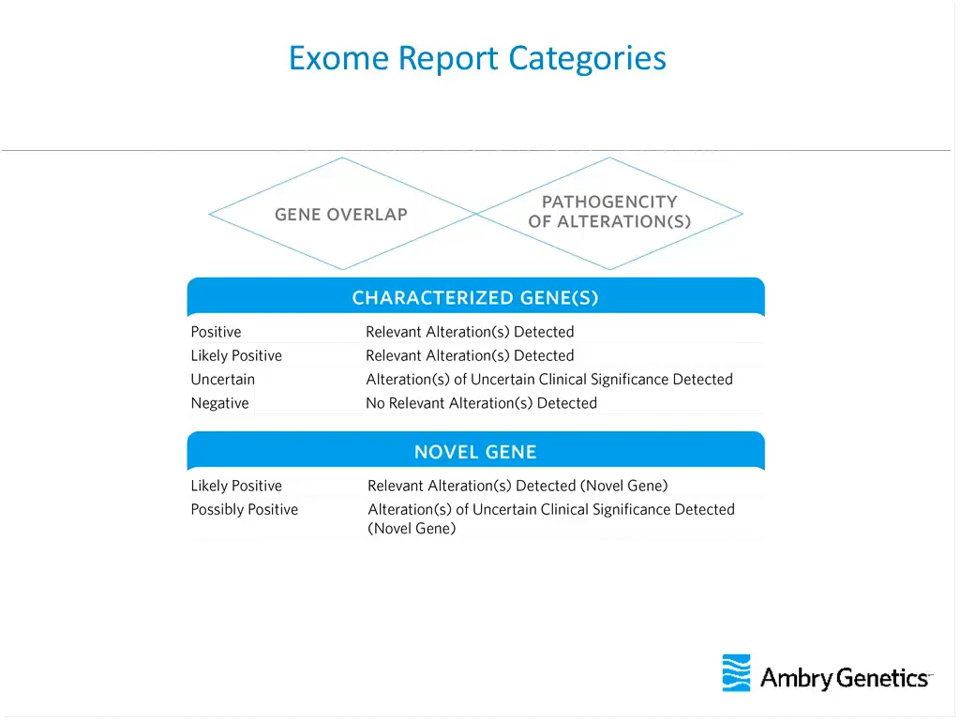 Exome Report Categories
GENE OVERLAP
PATHOGENCITY
OF ALTERATION(S)
CHARACTERIZED GENE(S)
Positive Relevant Alteration(s) Detected
Likely Positive Relevant Alteration(s) Detected
Uncertain Alteration(s) of Uncertain Clinical Significance Detected
Negative No Relevant Alteration(s) Detected
NOVEL GENE
Likely Positive Relevant Alteration(s) Detected (Novel Gene)
Possibly Positive Alteration(s) of Uncertain Clinical Significance Detected
(Novel Gene)
Ambry Genetics